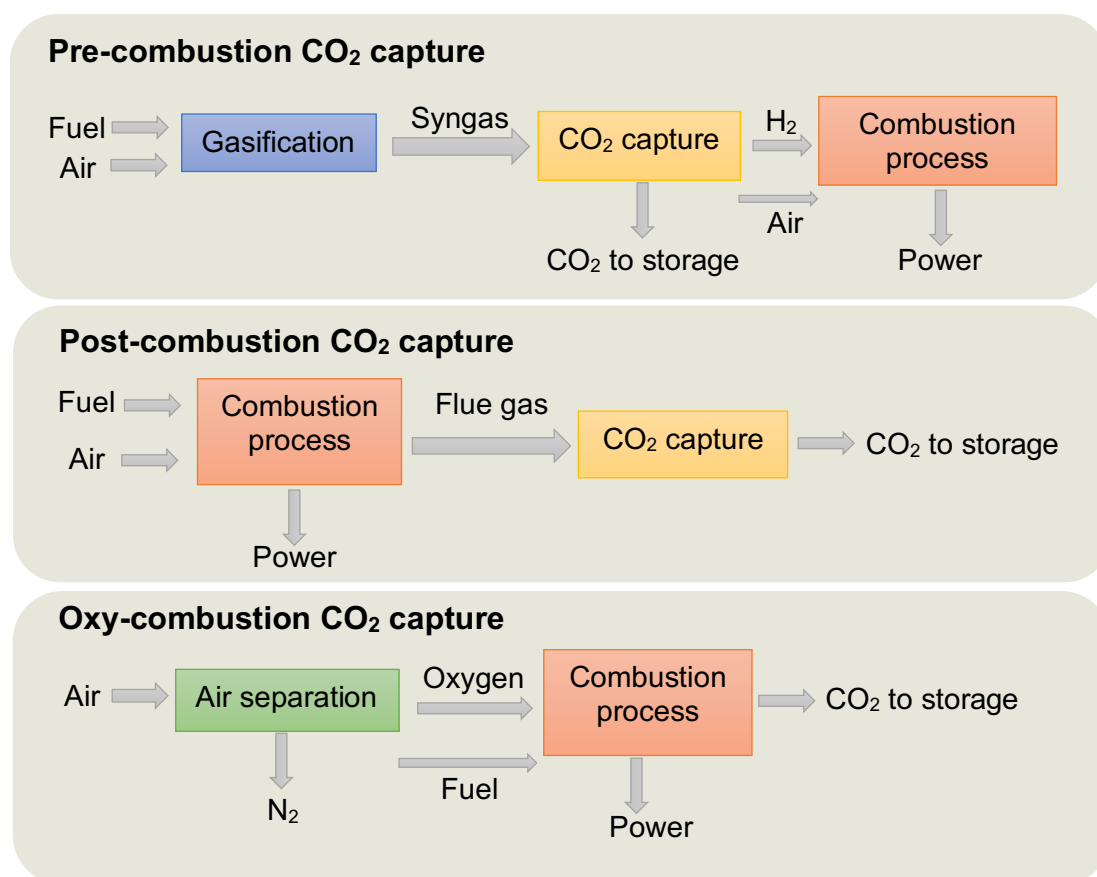 Pre-combustion CO₂ capture
Fuel
Air
Gasification
Syngas
CO₂ capture
CO₂ to storage
H₂
Air
Combustion
process
Power
Post-combustion CO₂ capture
Fuel
Air
Combustion
process
Power
Flue gas
CO₂ capture
CO₂ to storage
Oxy-combustion CO₂ capture
Air
Air separation
N₂
Oxygen
Fuel
Combustion
process
Power
CO₂ to storage